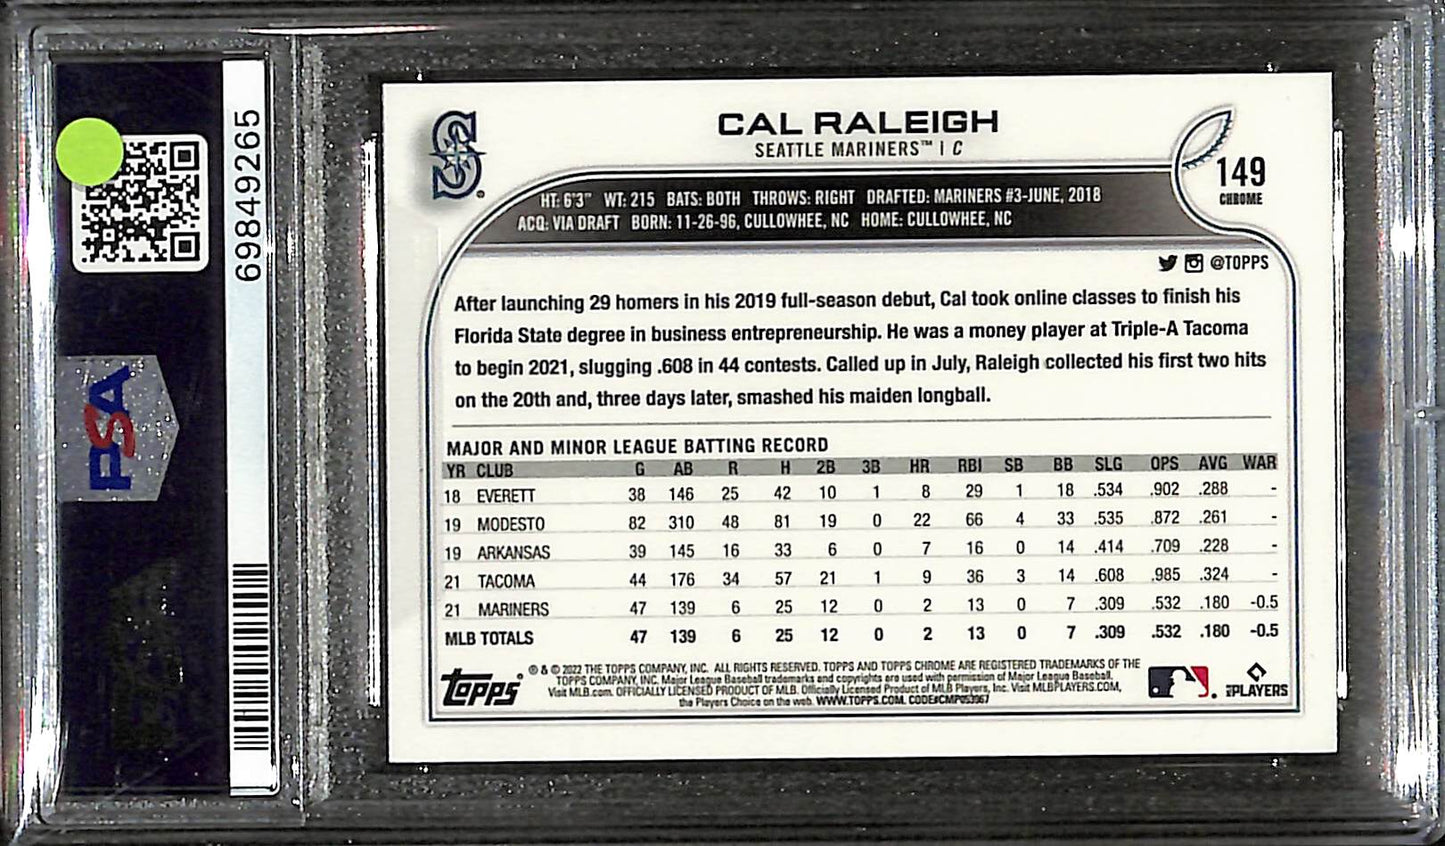 69849265
PSA
CAL RALEIGH
SEATTLE MARINERS™ | C
149
CHROME
HT: 6'3" WT: 215 BATS: BOTH THROWS: RIGHT DRAFTED: MARINERS #3-JUNE, 2018
ACQ: VIA DRAFT BORN: 11-26-96, CULLOWHEE, NC HOME: CULLOWHEE, NC
@TOPPS
After launching 29 homers in his 2019 full-season debut, Cal took online classes to finish his
Florida State degree in business entrepreneurship. He was a money player at Triple-A Tacoma
to begin 2021, slugging .608 in 44 contests. Called up in July, Raleigh collected his first two hits
on the 20th and, three days later, smashed his maiden longball.
MAJOR AND MINOR LEAGUE BATTING RECORD
YR CLUB G AB R H 2B 3B HR RBI SB BB SLG OPS AVG WAR
18 EVERETT 38 146 25 42 10 1 8 29 1 18 .534 .902 .288 -
19 MODESTO 82 310 48 81 19 0 22 66 4 33 .535 .872 .261 -
19 ARKANSAS 39 145 16 33 6 0 7 16 0 14 .414 .709 .228 -
21 TACOMA 44 176 34 57 21 1 9 36 3 14 .608 .985 .324 -
21 MARINERS 47 139 6 25 12 0 2 13 0 7 .309 .532 .180 -0.5
MLB TOTALS 47 139 6 25 12 0 2 13 0 7 .309 .532 .180 -0.5
topps
® & © 2022 THE TOPPS COMPANY, INC. ALL RIGHTS RESERVED. TOPPS AND TOPPS CHROME ARE REGISTERED TRADEMARKS OF THE
TOPPS COMPANY, INC. Major League Baseball trademarks and copyrights are used with permission of Major League Baseball.
Visit MLB.com. OFFICIALLY LICENSED PRODUCT OF MLB. Officially Licensed Product of MLB Players, Inc. Visit MLBPLAYERS.COM,
the Players Choice on the web. WWW.TOPPS.COM. CODE#CMP053967
PLAYERS